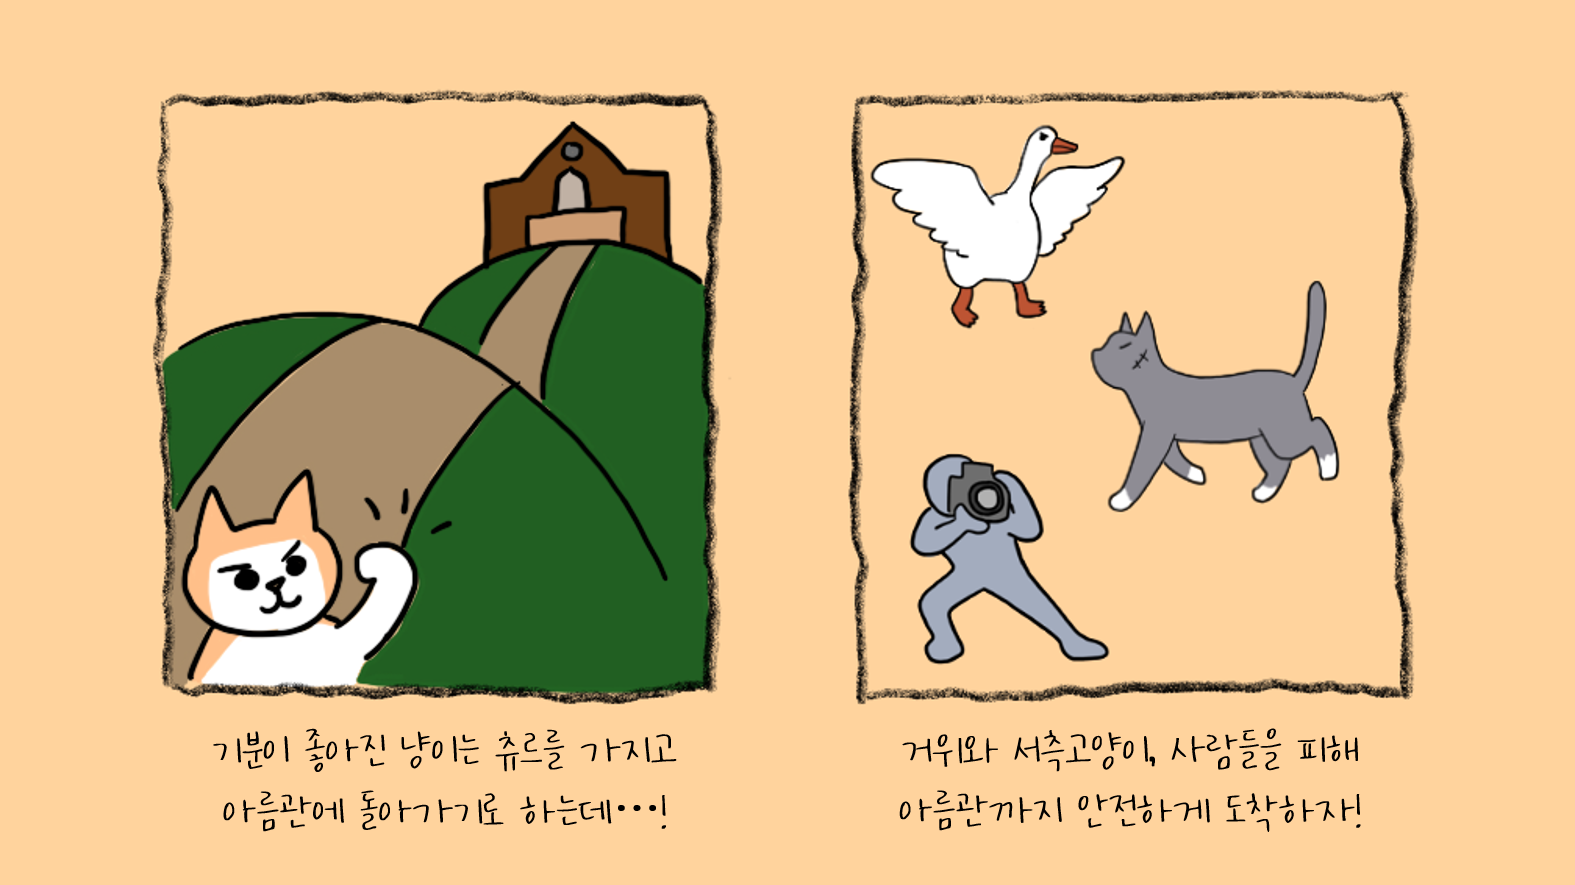 기분이 좋아진 냥이는 츄르를 가지고
아름관에 돌아가기로 하는데•••!
거위와 서측고양이, 사람들을 피해
아름관까지 안전하게 도착하자!